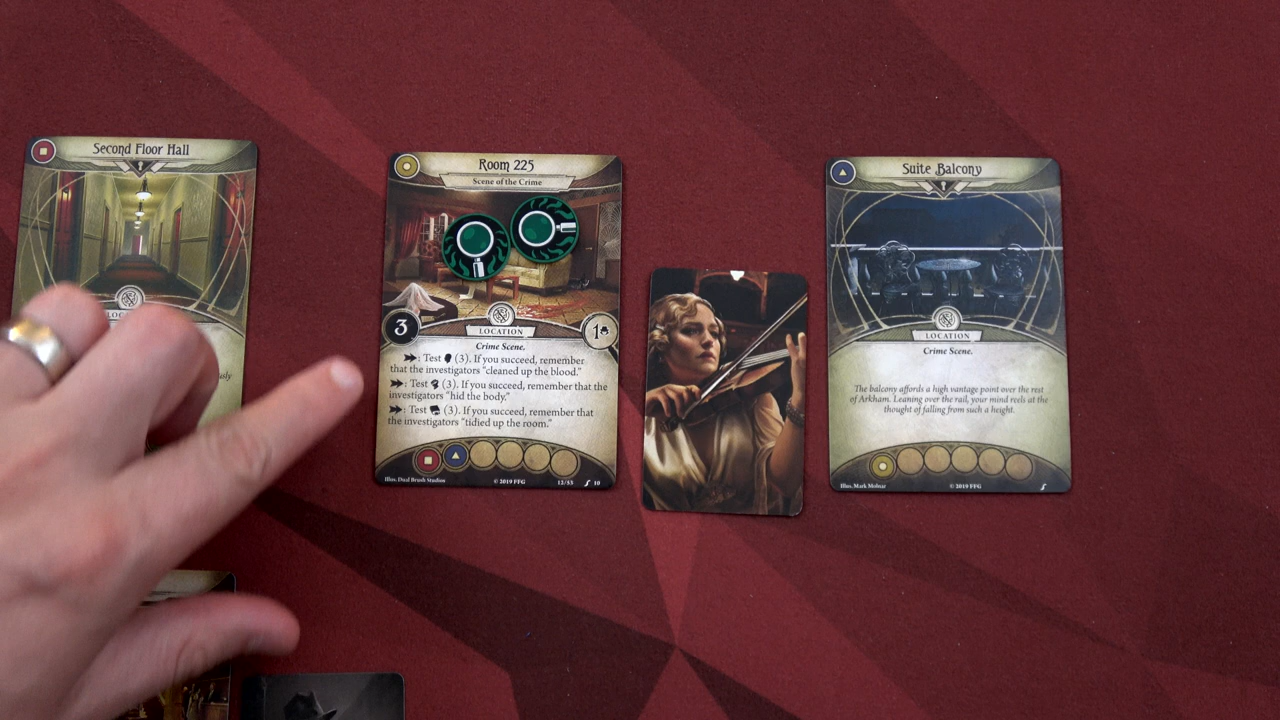 Second Floor Hall
usly
Room 225
Scene of the Crime
3
LOCATION
1
Crime Scene.
: Test (3). If you succeed, remember
that the investigators "cleaned up the blood."
: Test (3). If you succeed, remember that the
investigators "hid the body."
: Test (3). If you succeed, remember that
the investigators "tidied up the room."
Illus. Dual Brush Studios © 2019 FFG 12/53 10
Suite Balcony
LOCATION
Crime Scene.
The balcony affords a high vantage point over the rest
of Arkham. Leaning over the rail, your mind reels at the
thought of falling from such a height.
Illus. Mark Molnar © 2019 FFG